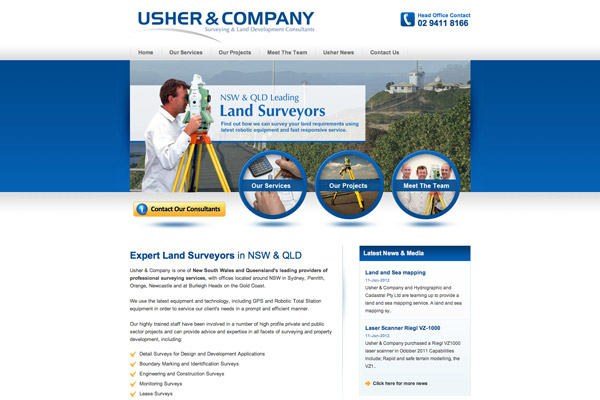 USHER & COMPANY
Surveying & Land Development Consultants
Head Office Contact
02 9411 8166
Home
Our Services
Our Projects
Meet The Team
Usher News
Contact Us
NSW & QLD Leading
Land Surveyors
Find out how we can survey your land requirements using
latest robotic equipment and fast responsive service.
Our Services
Our Projects
Meet The Team
Contact Our Consultants
Expert Land Surveyors in NSW & QLD
Usher & Company is one of New South Wales and Queensland's leading providers of
professional surveying services, with offices located around NSW in Sydney, Penrith,
Orange, Newcastle and at Burleigh Heads on the Gold Coast.
We use the latest equipment and technology, including GPS and Robotic Total Station
equipment in order to service our client's needs in a prompt and efficient manner.
Our highly trained staff have been involved in a number of high profile private and public
sector projects and can provide advice and expertise in all facets of surveying and property
development, including:
Detail Surveys for Design and Development Applications
Boundary Marking and Identification Surveys
Engineering and Construction Surveys
Monitoring Surveys
Lease Surveys
Latest News & Media
Land and Sea mapping
11-Jan-2012
Usher & Company and Hydrographic and
Cadastral Pty Ltd are teaming up to provide a
land and sea mapping service. A land and sea
mapping sy..
Laser Scanner Riegl VZ-1000
11-Jan-2012
Usher & Company purchased a Riegl VZ-1000
laser scanner in October 2011 Capabilities
include; Rapid and safe terrain modelling, the
VZ1..
Click here for more news